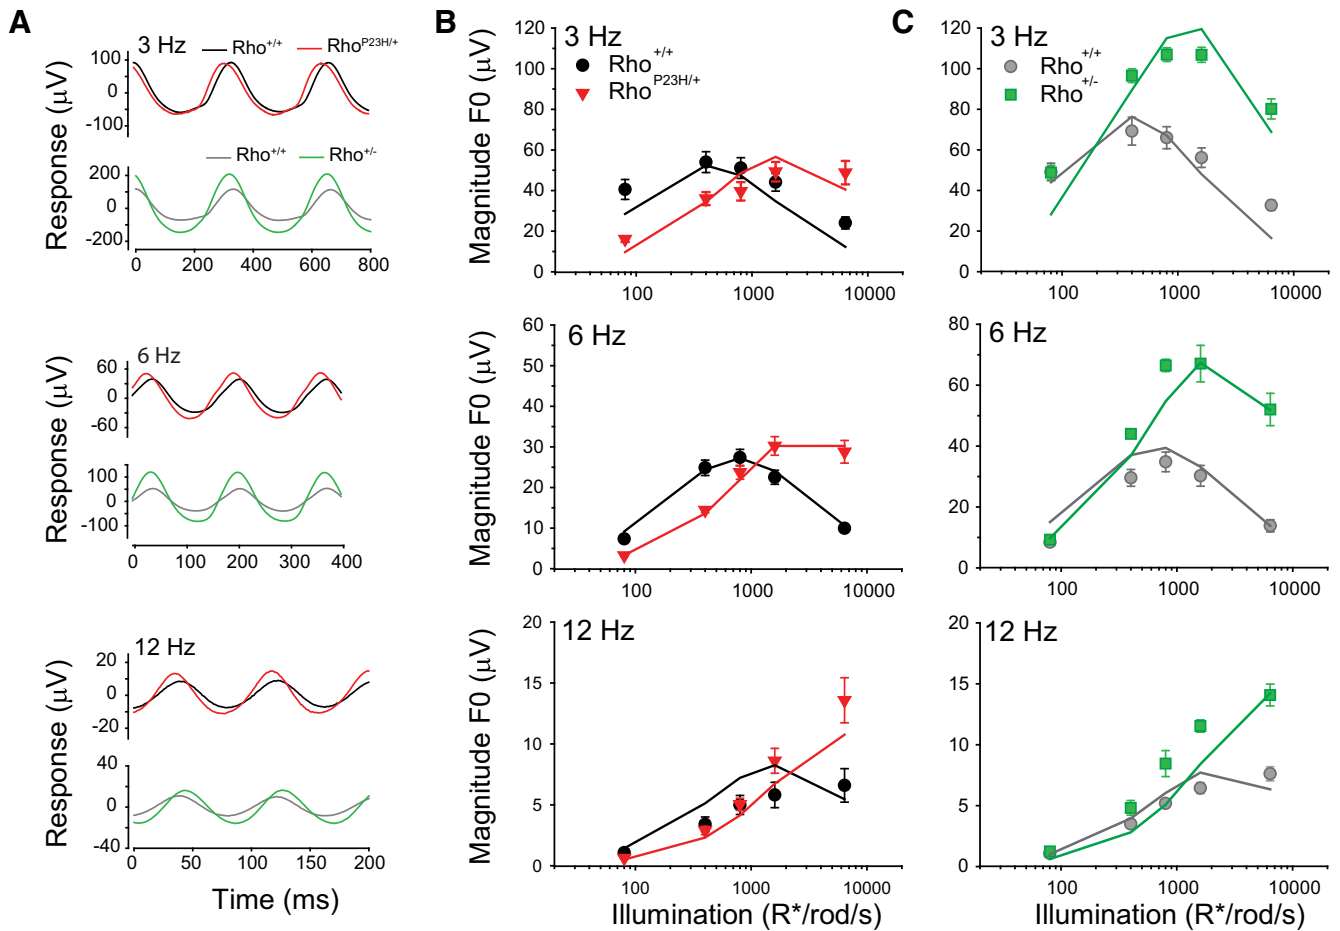 A
3 Hz
Rho+/+
RhoP23H/+
Response (μV)
100
0
-100
Rho+/+
Rho+/-
200
0
-200
0 200 400 600 800
6 Hz
Response (μV)
60
0
-60
100
0
-100
0 100 200 300 400
12 Hz
Response (μV)
20
0
-20
40
0
-40
0 50 100 150 200
Time (ms)
B
3 Hz
Rho+/+
RhoP23H/+
Magnitude F0 (μV)
120
100
80
60
40
20
0
100 1000 10000
6 Hz
Magnitude F0 (μV)
60
50
40
30
20
10
0
100 1000 10000
12 Hz
Magnitude F0 (μV)
20
15
10
5
0
100 1000 10000
Illumination (R*/rod/s)
C
3 Hz
Rho+/+
Rho+/-
120
100
80
60
40
20
0
100 1000 10000
6 Hz
80
60
40
20
0
100 1000 10000
12 Hz
20
15
10
5
0
100 1000 10000
Illumination (R*/rod/s)